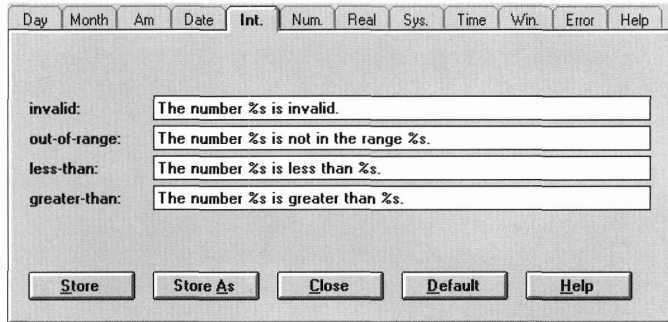 Day Month Am Date Int. Num. Real Sys. Time Win. Error Help
invalid: The number %s is invalid.
out-of-range: The number %s is not in the range %s.
less-than: The number %s is less than %s.
greater-than: The number %s is greater than %s.
Store Store As Close Default Help